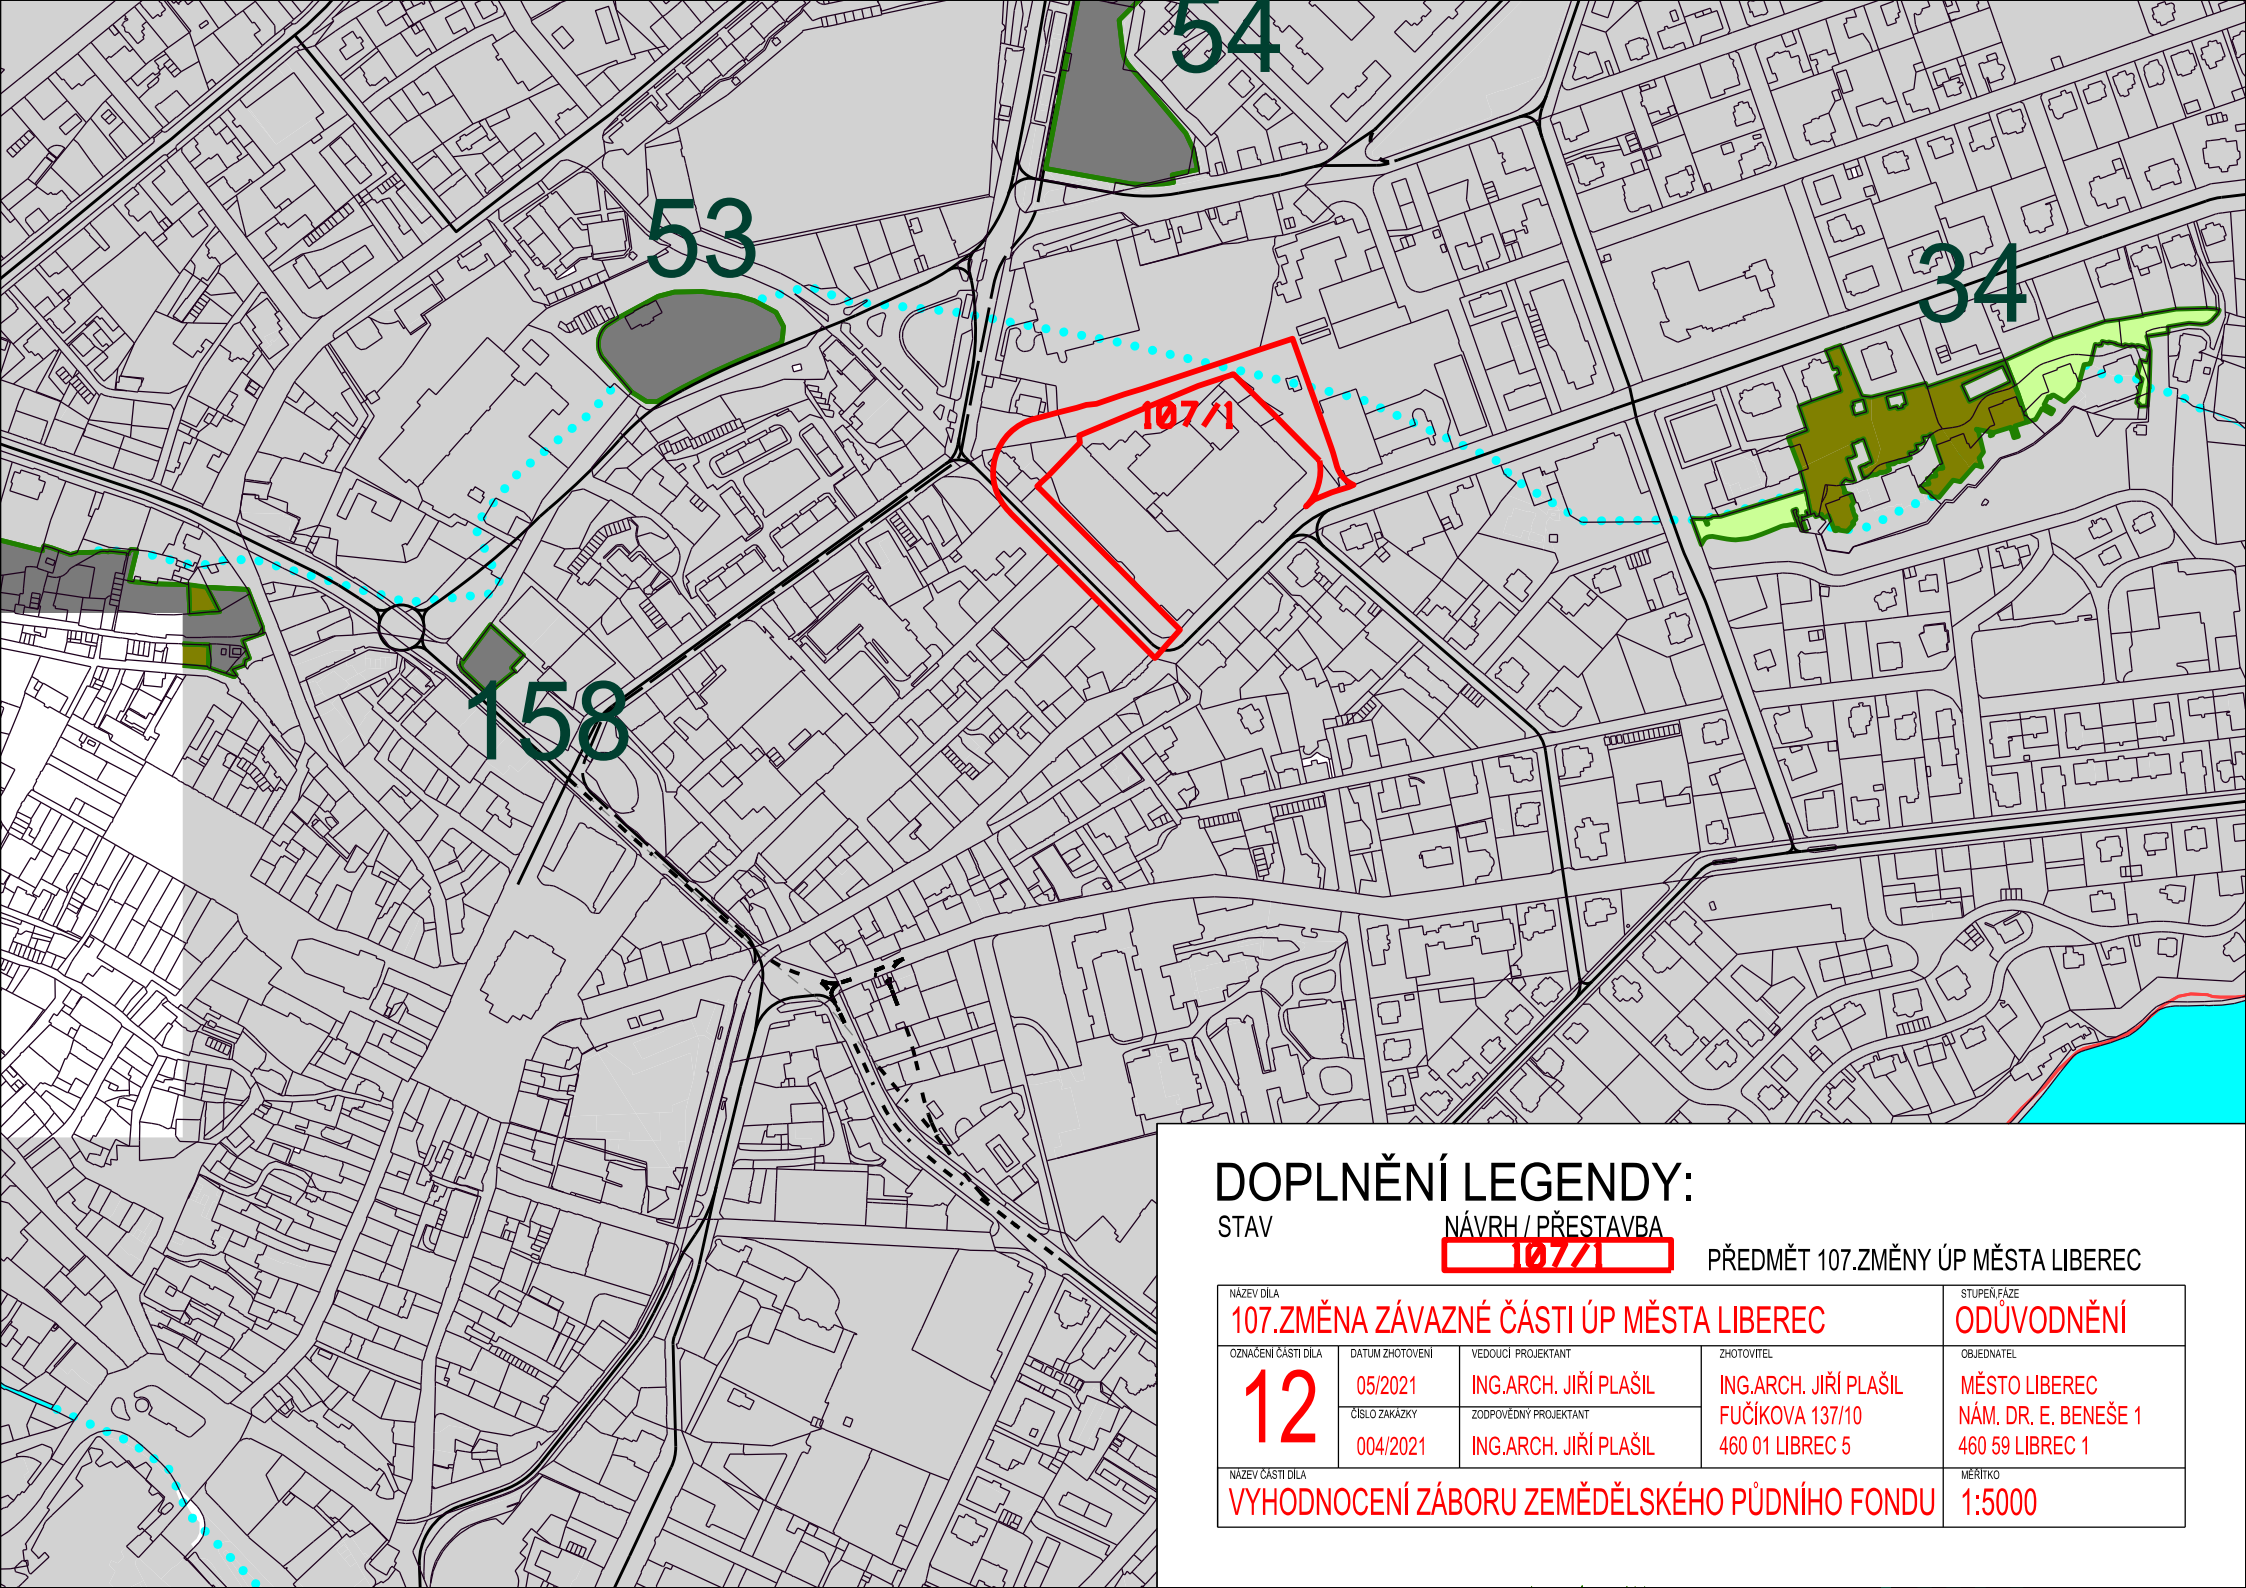 54
53
34
107/1
158
DOPLNĚNÍ LEGENDY:
STAV
NÁVRH / PŘESTAVBA
107/1
PŘEDMĚT 107.ZMĚNY ÚP MĚSTA LIBEREC
NÁZEV DÍLA
107.ZMĚNA ZÁVAZNÉ ČÁSTI ÚP MĚSTA LIBEREC
STUPEŇ,FÁZE
ODŮVODNĚNÍ
OZNAČENÍ ČÁSTI DÍLA
12
DATUM ZHOTOVENÍ
05/2021
ČÍSLO ZAKÁZKY
004/2021
VEDOUCÍ PROJEKTANT
ING.ARCH. JIŘÍ PLAŠIL
ZODPOVĚDNÝ PROJEKTANT
ING.ARCH. JIŘÍ PLAŠIL
ZHOTOVITEL
ING.ARCH. JIŘÍ PLAŠIL
FUČÍKOVA 137/10
460 01 LIBREC 5
OBJEDNATEL
MĚSTO LIBEREC
NÁM. DR. E. BENEŠE 1
460 59 LIBREC 1
NÁZEV ČÁSTI DÍLA
VYHODNOCENÍ ZÁBORU ZEMĚDĚLSKÉHO PŮDNÍHO FONDU
MĚŘÍTKO
1:5000